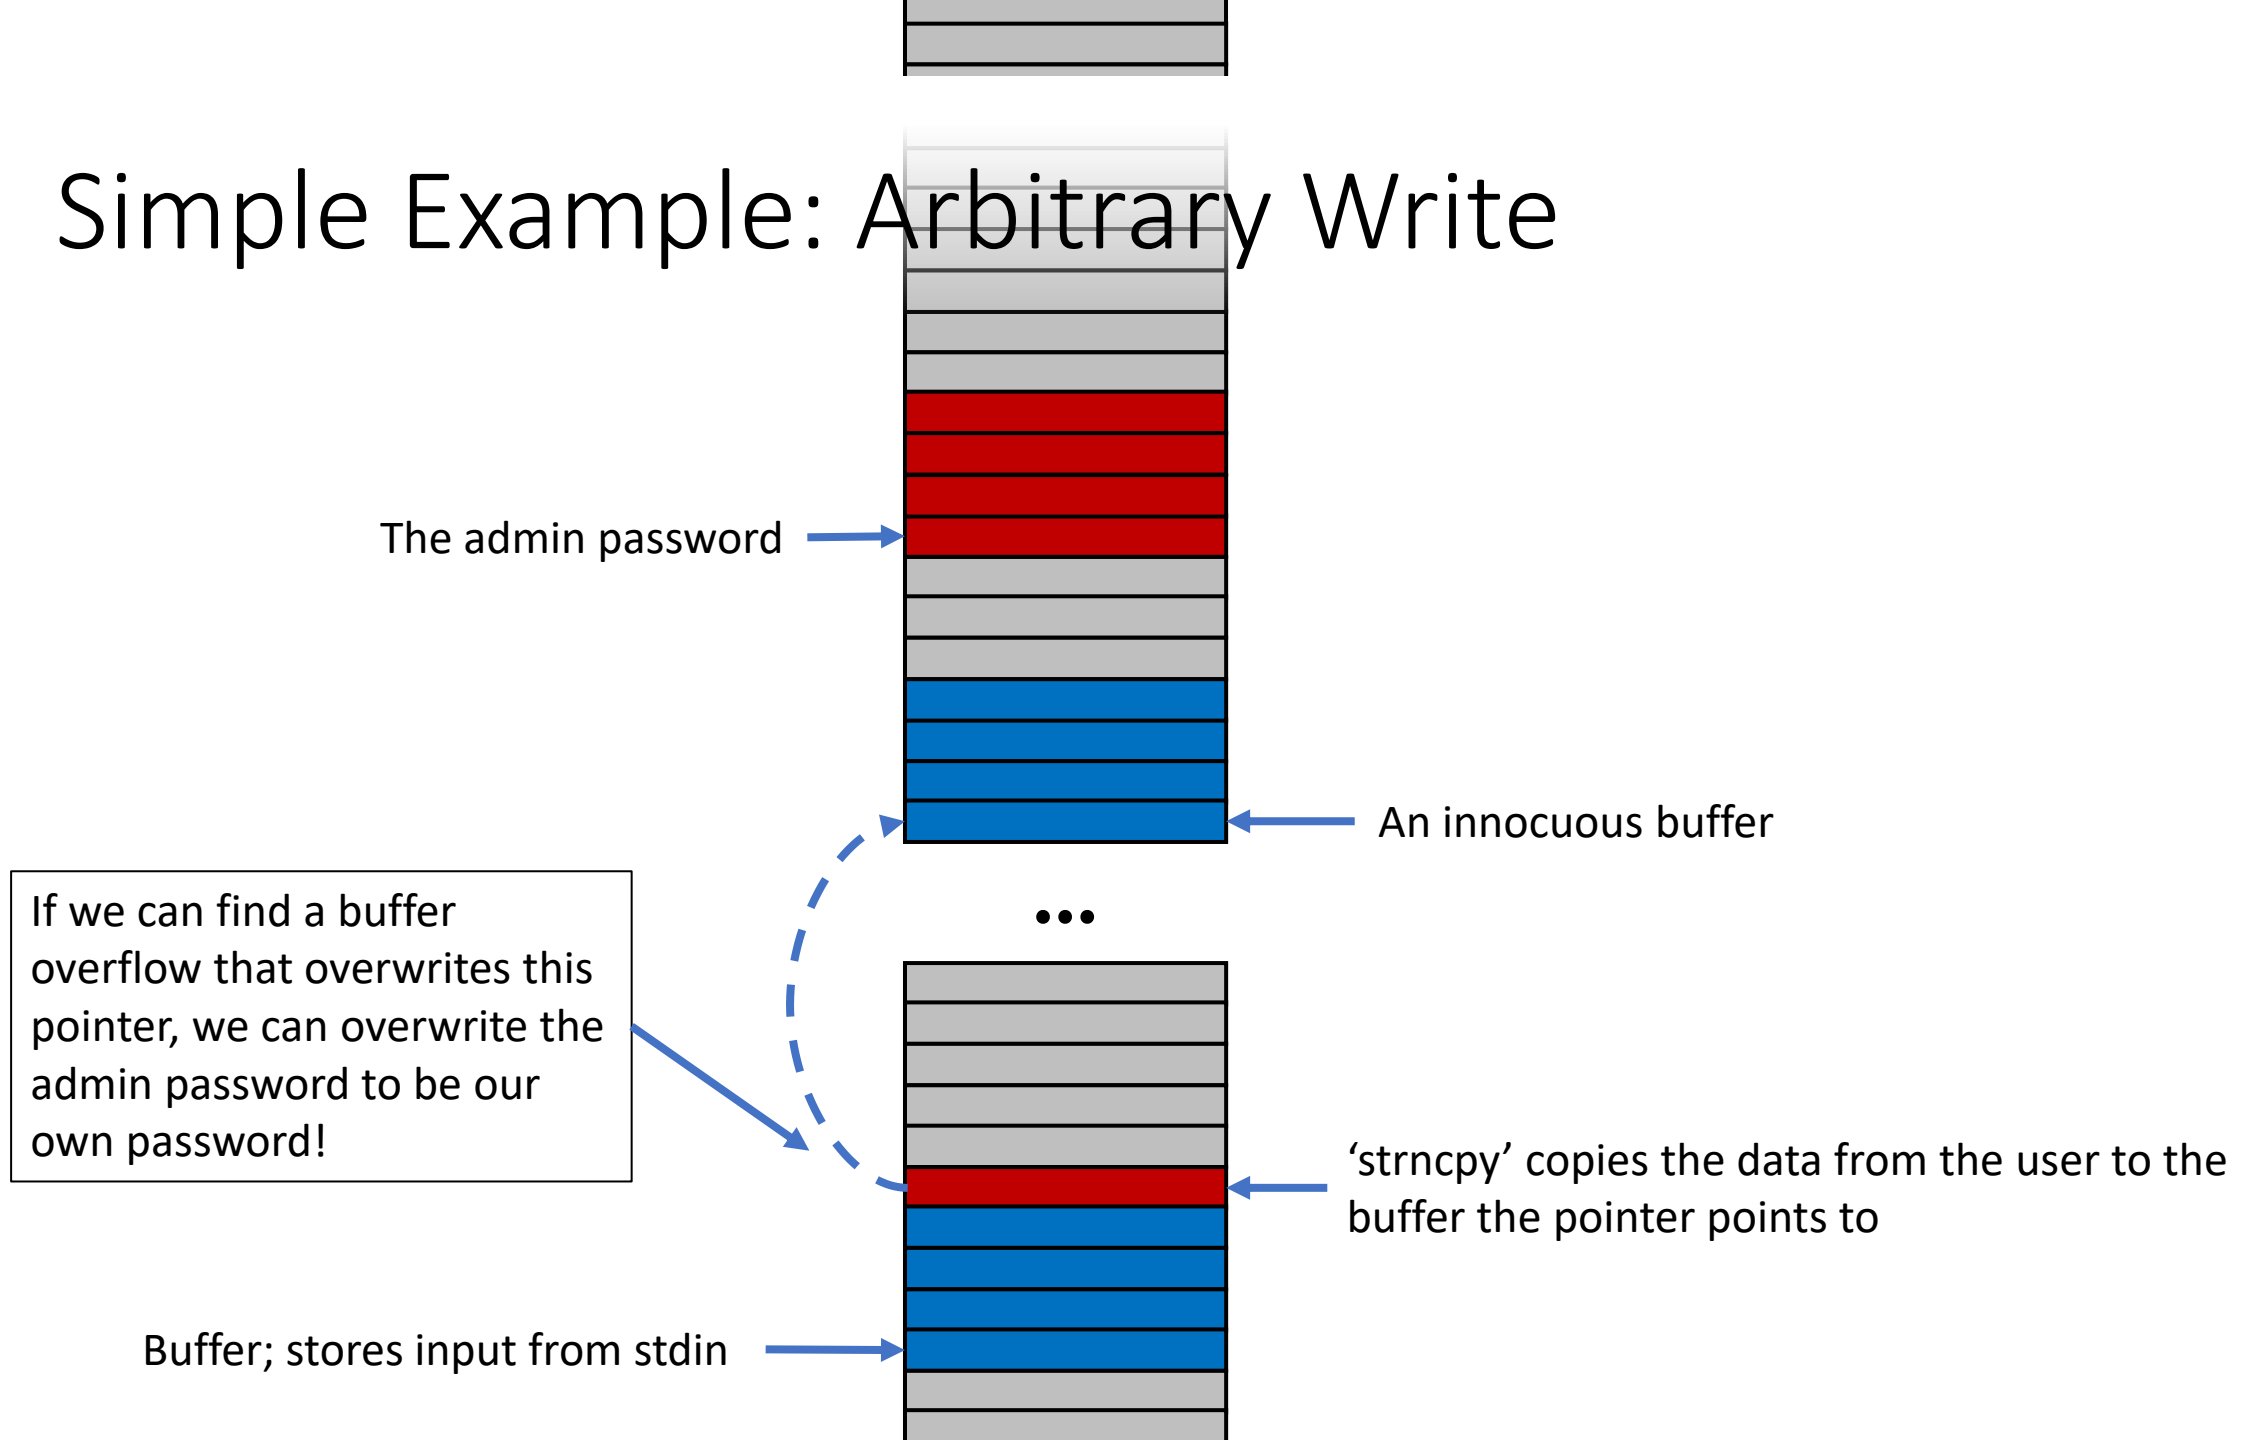 Simple Example: Arbitrary Write
The admin password
An innocuous buffer
If we can find a buffer
overflow that overwrites this
pointer, we can overwrite the
admin password to be our
own password!
...
‘strncpy’ copies the data from the user to the
buffer the pointer points to
Buffer; stores input from stdin